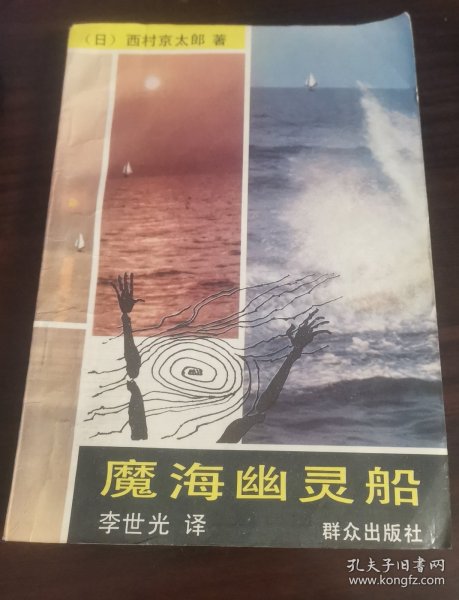 （日）西村京太郎 著
魔海幽灵船
李世光 译
群众出版社
孔夫子旧书网
www.kongfz.com